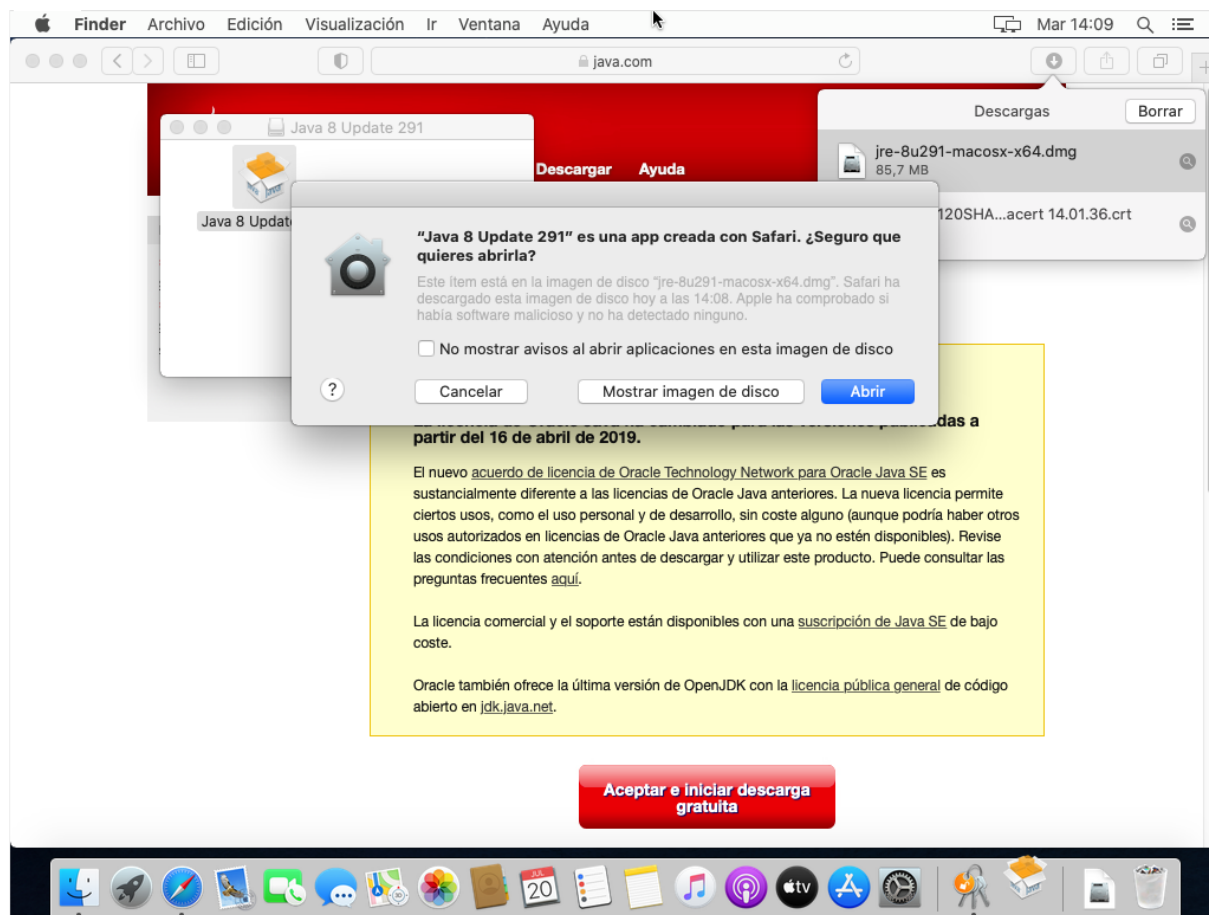 Finder Archivo Edición Visualización Ir Ventana Ayuda Mar 14:09
java.com
Java 8 Update 291
Descargas Borrar
jre-8u291-macosx-x64.dmg
85,7 MB
120SHA...acert 14.01.36.crt
Descargar Ayuda
Java 8 Updat
“Java 8 Update 291” es una app creada con Safari. ¿Seguro que
quieres abrirla?
Este ítem está en la imagen de disco “jre-8u291-macosx-x64.dmg”. Safari ha
descargado esta imagen de disco hoy a las 14:08. Apple ha comprobado si
había software malicioso y no ha detectado ninguno.
No mostrar avisos al abrir aplicaciones en esta imagen de disco
? Cancelar Mostrar imagen de disco Abrir
das a
partir del 16 de abril de 2019.
El nuevo acuerdo de licencia de Oracle Technology Network para Oracle Java SE es
sustancialmente diferente a las licencias de Oracle Java anteriores. La nueva licencia permite
ciertos usos, como el uso personal y de desarrollo, sin coste alguno (aunque podría haber otros
usos autorizados en licencias de Oracle Java anteriores que ya no estén disponibles). Revise
las condiciones con atención antes de descargar y utilizar este producto. Puede consultar las
preguntas frecuentes aquí.
La licencia comercial y el soporte están disponibles con una suscripción de Java SE de bajo
coste.
Oracle también ofrece la última versión de OpenJDK con la licencia pública general de código
abierto en jdk.java.net.
Aceptar e iniciar descarga
gratuita
JUL
20
tv